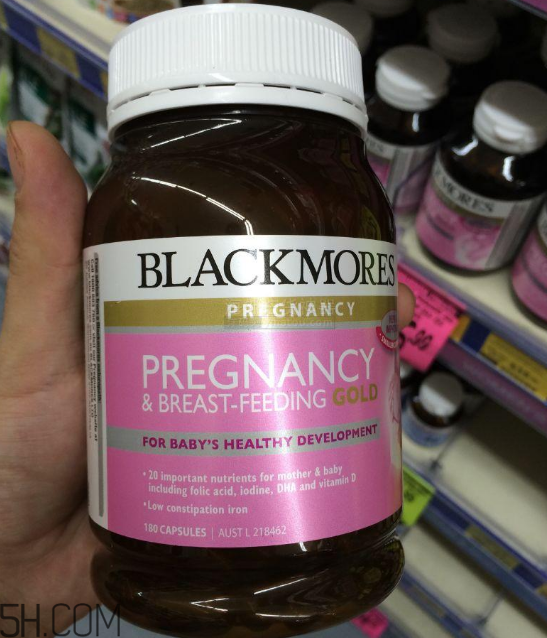 BLACKMORES
PREGNANCY
PREGNANCY
& BREAST-FEEDING GOLD
FOR BABY'S HEALTHY DEVELOPMENT
• 20 important nutrients for mother & baby
including folic acid, iodine, DHA and vitamin D
• Low constipation iron
180 CAPSULES | AUST L 218462
5H.COM